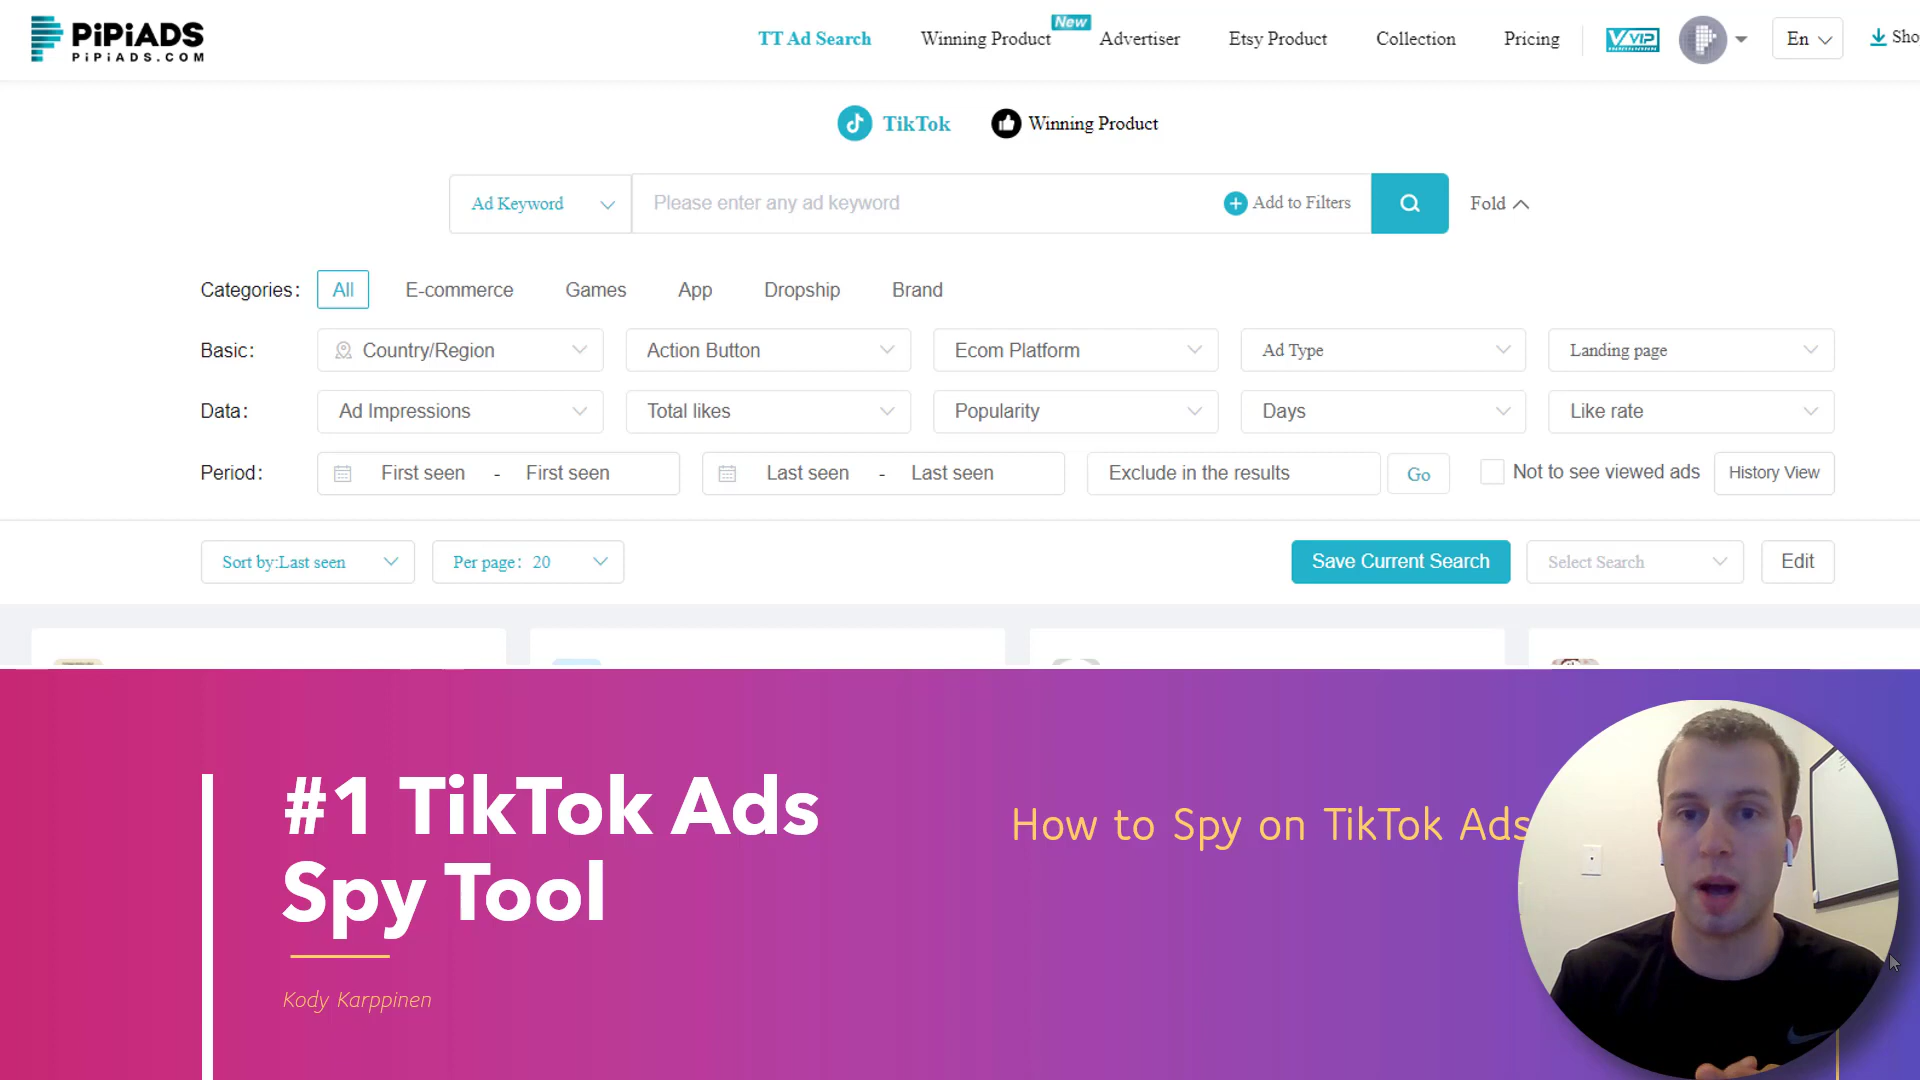 PiPiADS
PiPiADS.COM
TT Ad Search
Winning Product
New
Advertiser
Etsy Product
Collection
Pricing
VVIP
En
Sho
TikTok
Winning Product
Ad Keyword
Please enter any ad keyword
Add to Filters
Fold
Categories:
All
E-commerce
Games
App
Dropship
Brand
Basic:
Country/Region
Action Button
Ecom Platform
Ad Type
Landing page
Data:
Ad Impressions
Total likes
Popularity
Days
Like rate
Period:
First seen - First seen
Last seen - Last seen
Exclude in the results
Go
Not to see viewed ads
History View
Sort by:Last seen
Per page: 20
Save Current Search
Select Search
Edit
#1 TikTok Ads
Spy Tool
How to Spy on TikTok Ads
Kody Karppinen